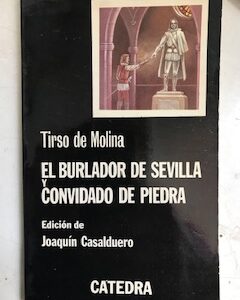 Tirso de Molina
EL BURLADOR DE SEVILLA
Y
CONVIDADO DE PIEDRA
Edición de
Joaquín Casalduero
CATEDRA